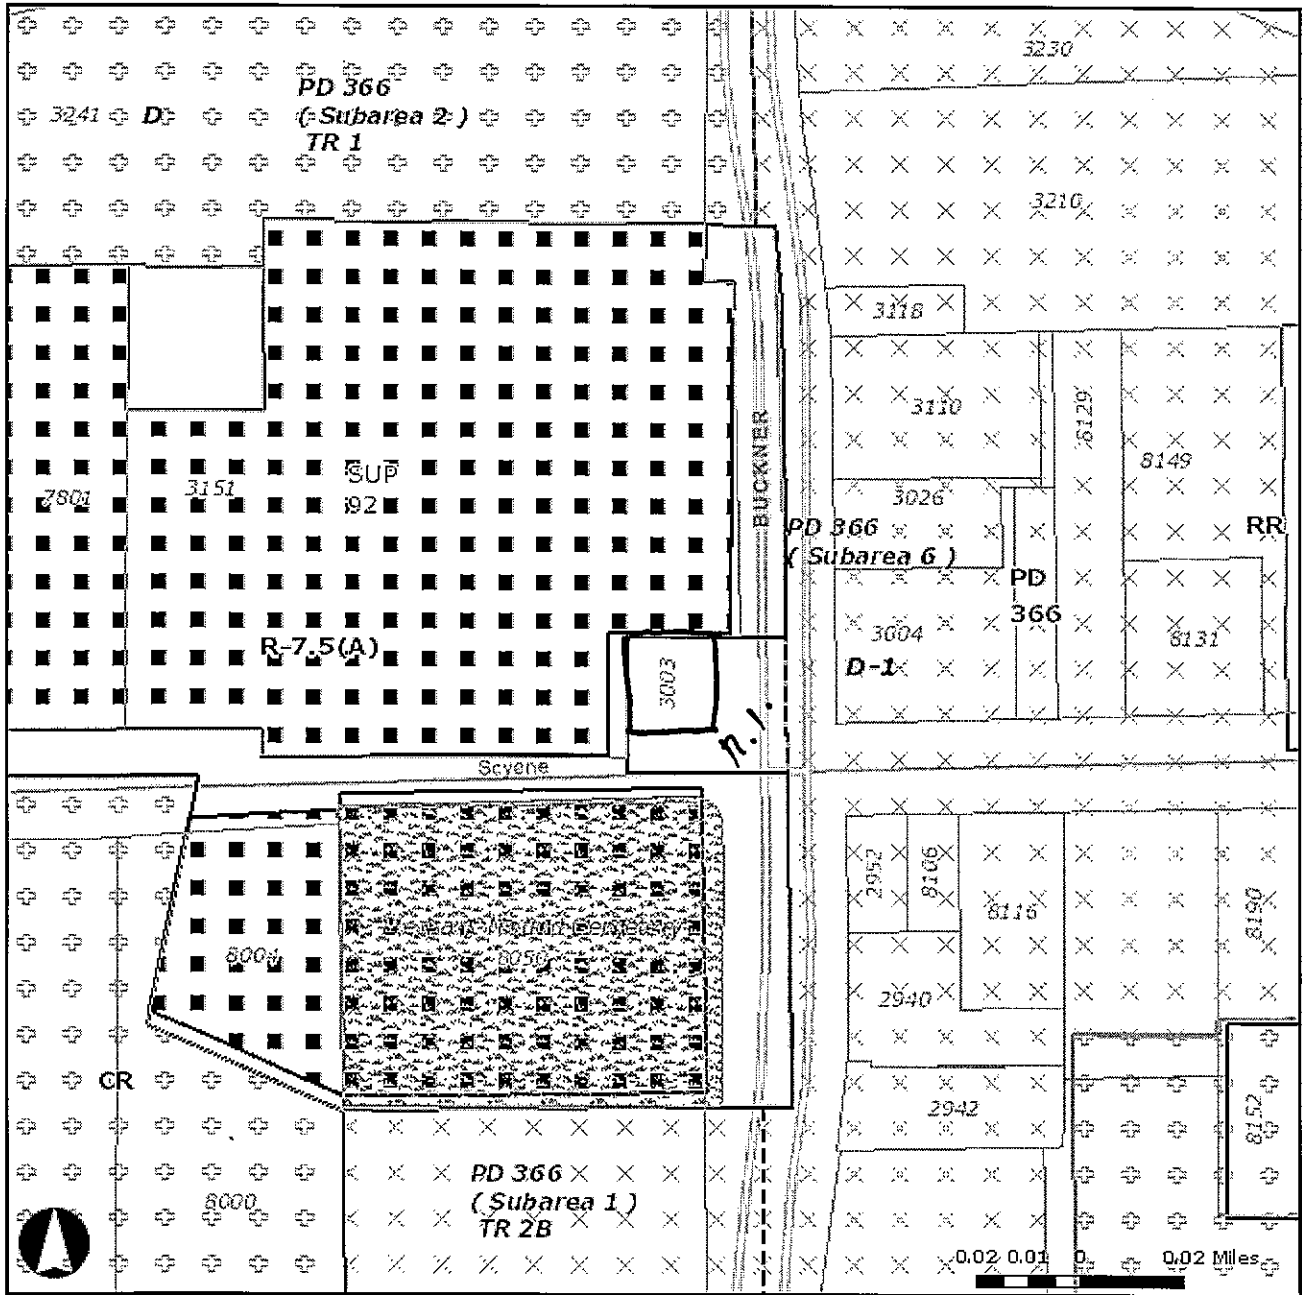 3230
PD 366
( Subarea 2 )
TR 1
3241
D
3210
3118
3110
6129
8149
BUCKNER
SUP
92
3151
7801
3026
PD 366
( Subarea 6 )
RR
PD
366
3004
D-1
8131
R-7.5(A)
3003
n.1.
Scyene
2952
8106
8116
8190
8004
8050
2940
CR
2942
8152
PD 366
( Subarea 1 )
TR 2B
8000
0.02 0.01 0 0.02 Miles